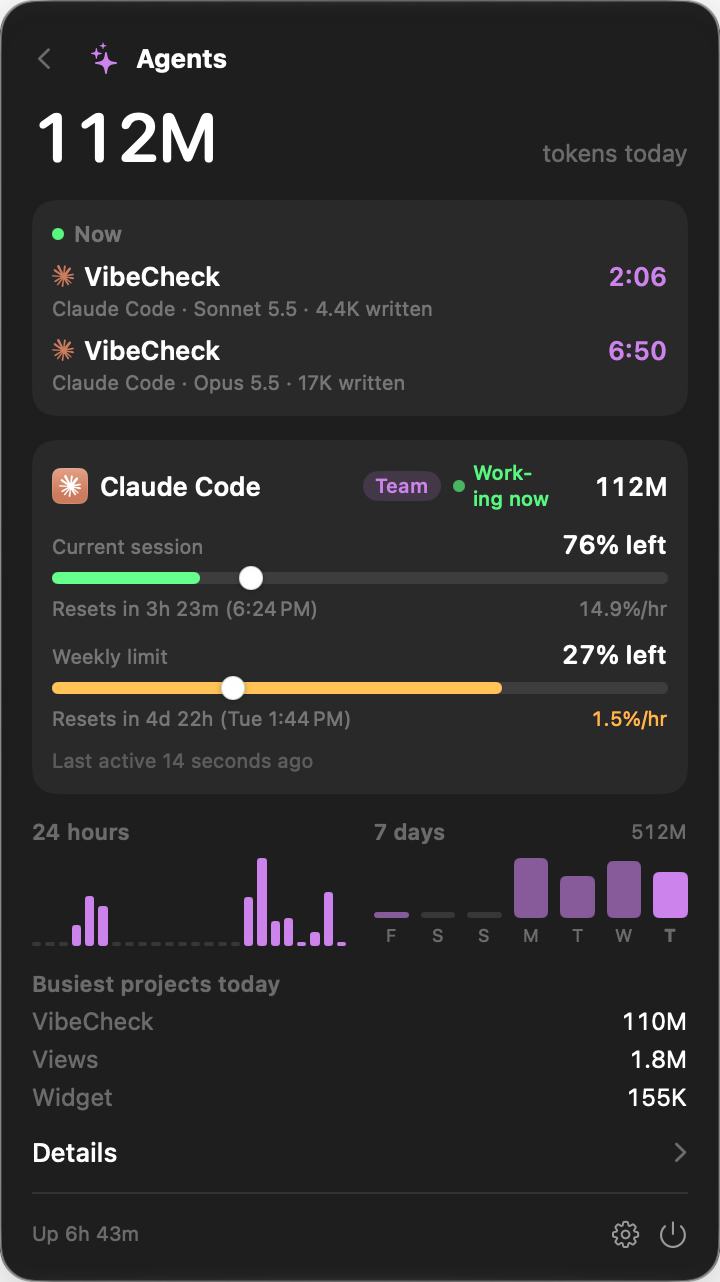 Agents
112M
tokens today
Now
VibeCheck 2:06
Claude Code · Sonnet 5.5 · 4.4K written
VibeCheck 6:50
Claude Code · Opus 5.5 · 17K written
Claude Code Team Work-
ing now 112M
Current session 76% left
Resets in 3h 23m (6:24 PM) 14.9%/hr
Weekly limit 27% left
Resets in 4d 22h (Tue 1:44 PM) 1.5%/hr
Last active 14 seconds ago
24 hours
7 days 512M
F S S M T W T
Busiest projects today
VibeCheck 110M
Views 1.8M
Widget 155K
Details
Up 6h 43m